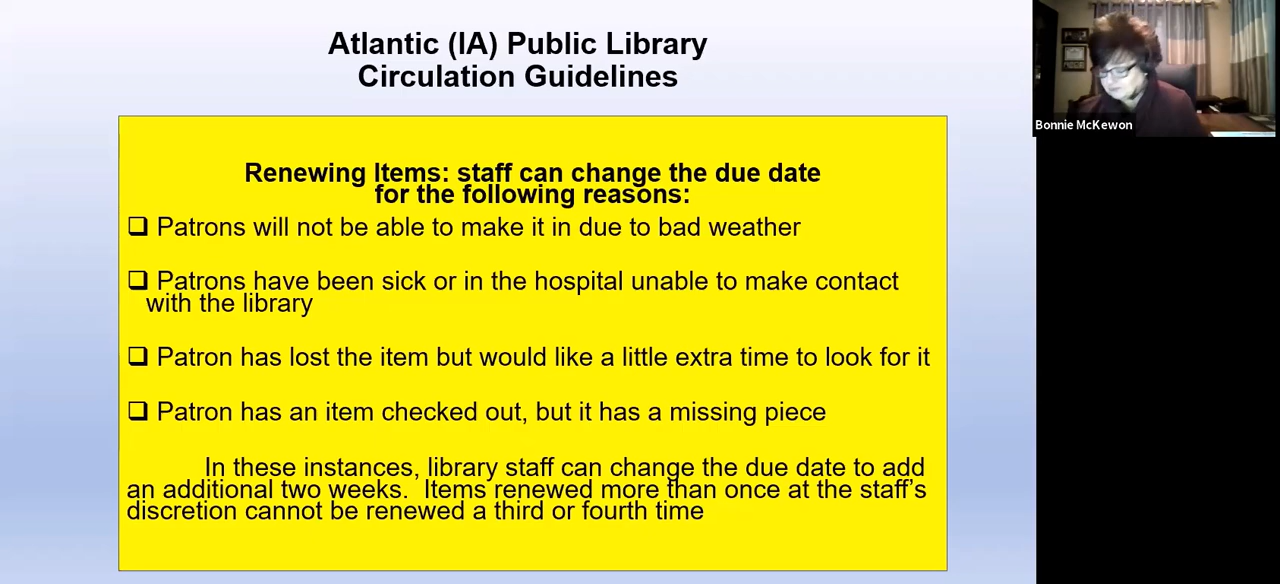 Atlantic (IA) Public Library
Circulation Guidelines
Renewing Items: staff can change the due date
for the following reasons:
❑ Patrons will not be able to make it in due to bad weather
❑ Patrons have been sick or in the hospital unable to make contact
with the library
❑ Patron has lost the item but would like a little extra time to look for it
❑ Patron has an item checked out, but it has a missing piece
In these instances, library staff can change the due date to add
an additional two weeks.  Items renewed more than once at the staff’s
discretion cannot be renewed a third or fourth time
Bonnie McKewon